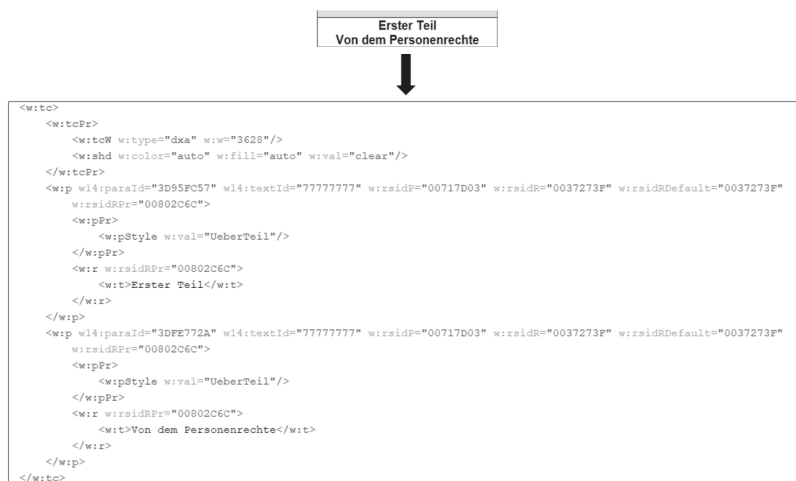 Erster Teil
Von dem Personenrechte
<w:tc>
<w:tcPr>
<w:tcW w:type="dxa" w:w="3628"/>
<w:shd w:color="auto" w:fill="auto" w:val="clear"/>
</w:tcPr>
<w:p w14:paraId="3D95FC57" w14:textId="77777777" w:rsidP="00717D03" w:rsidR="0037273F" w:rsidRDefault="0037273F"
w:rsidRPr="00802C6C">
<w:pPr>
<w:pStyle w:val="UeberTeil"/>
</w:pPr>
<w:r w:rsidRPr="00802C6C">
<w:t>Erster Teil</w:t>
</w:r>
</w:p>
<w:p w14:paraId="3DFE772A" w14:textId="77777777" w:rsidP="00717D03" w:rsidR="0037273F" w:rsidRDefault="0037273F"
w:rsidRPr="00802C6C">
<w:pPr>
<w:pStyle w:val="UeberTeil"/>
</w:pPr>
<w:r w:rsidRPr="00802C6C">
<w:t>Von dem Personenrechte</w:t>
</w:r>
</w:p>
</w:tc>